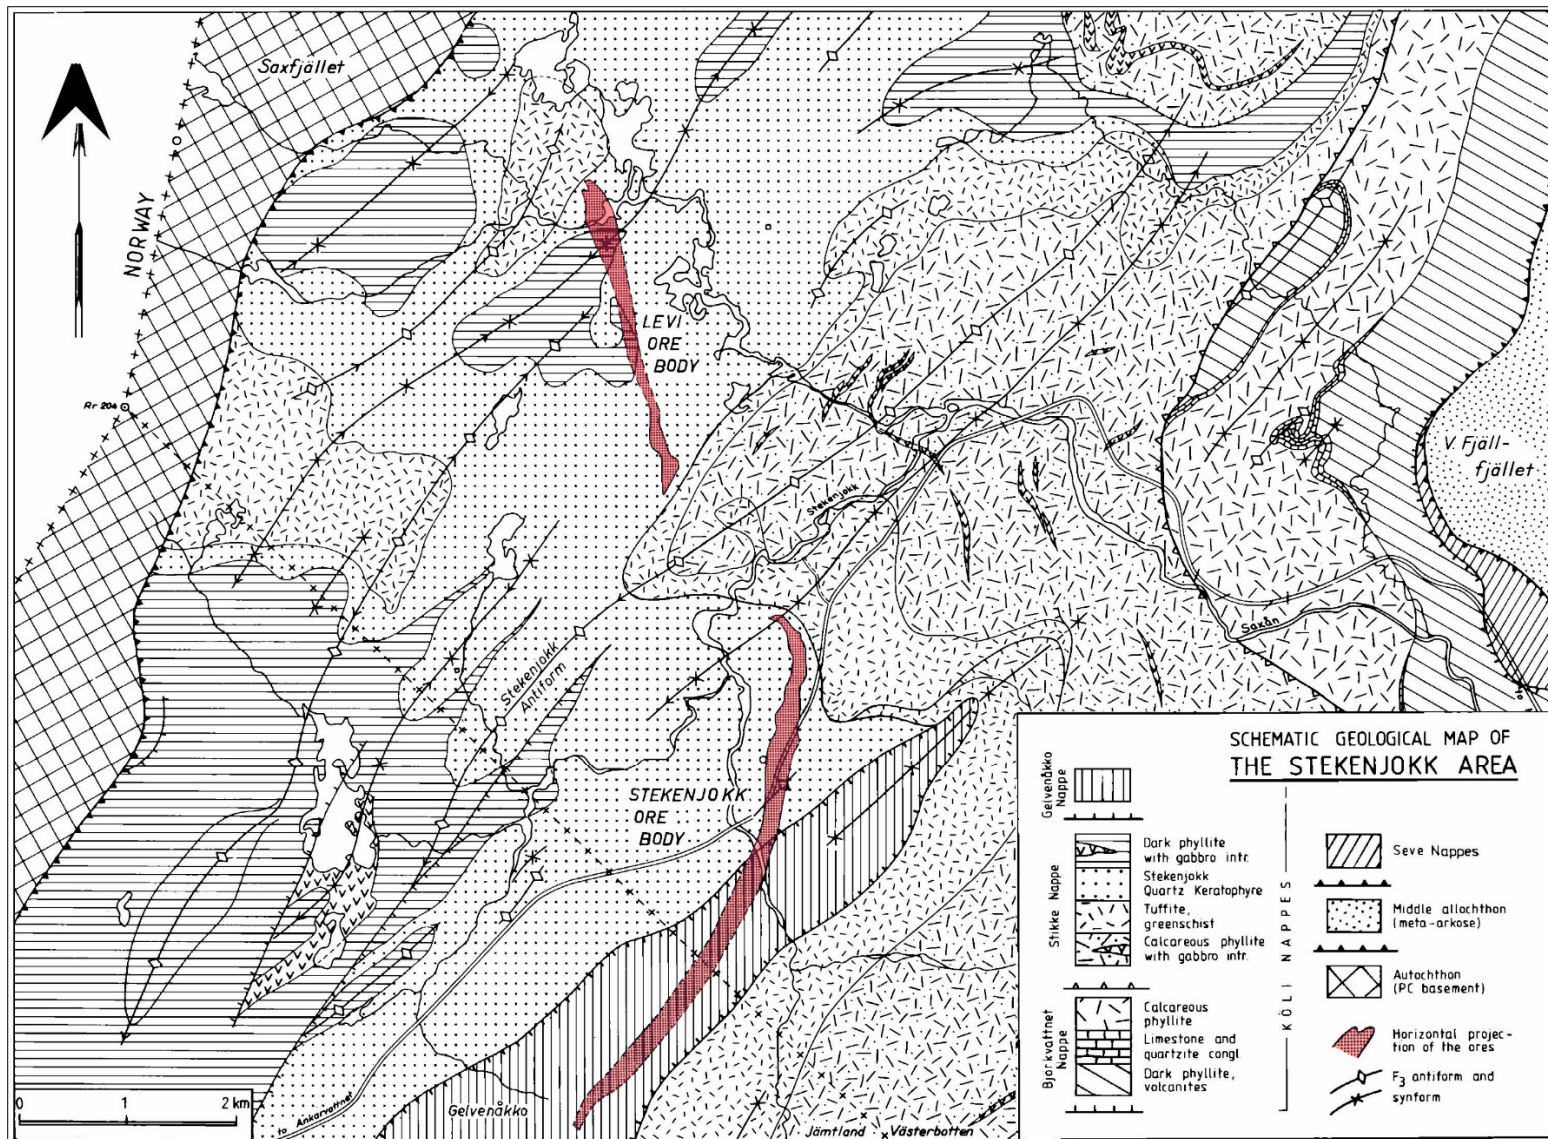 Saxfjället
NORWAY
Rr 204
LEVI
ORE
BODY
Stekenjokk
V. Fjäll-
fjället
Saxån
Stekenjokk
Antiform
STEKENJOKK
ORE
BODY
to Ankarvattnet
Gelvenåkko
Jämtland
Västerbotten
0 1 2 km
SCHEMATIC GEOLOGICAL MAP OF
THE STEKENJOKK AREA
Gelvenåkko
Nappe
Stikke Nappe
Dark phyllite
with gabbro intr.
Stekenjokk
Quartz Keratophyre
Tuffite,
greenschist
Calcareous phyllite
with gabbro intr.
Björkvattnet
Nappe
Calcareous
phyllite
Limestone and
quartzite congl
Dark phyllite,
volcanites
KÖLI NAPPES
Seve Nappes
Middle allochthon
(meta-arkose)
Autochthon
(PC basement)
Horizontal projec-
tion of the ores
F3 antiform and
synform